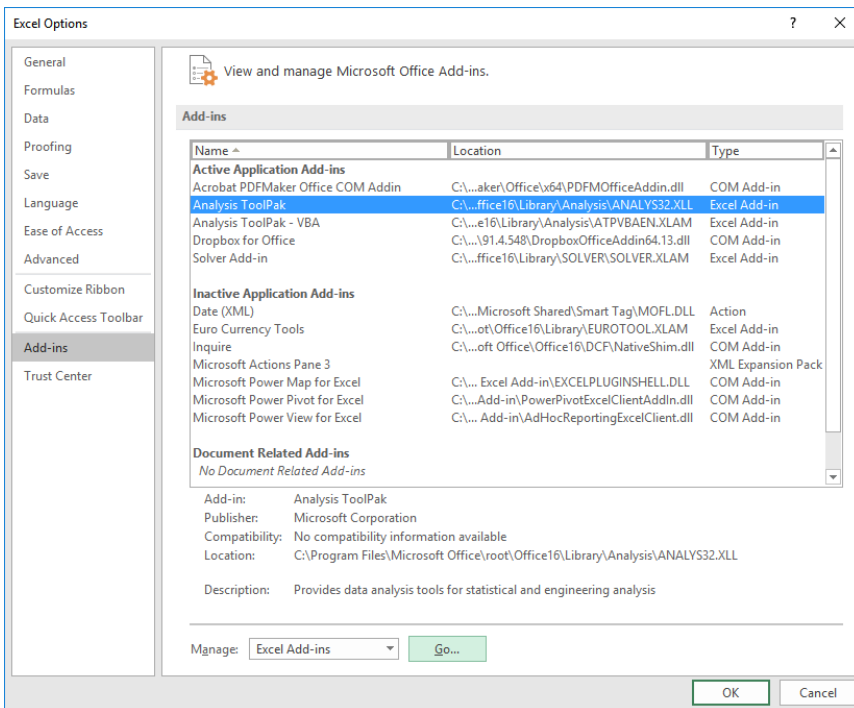 Excel Options ? ×
General
Formulas
Data
Proofing
Save
Language
Ease of Access
Advanced
Customize Ribbon
Quick Access Toolbar
Add-ins
Trust Center
View and manage Microsoft Office Add-ins.
Add-ins
Name Location Type
Active Application Add-ins
Acrobat PDFMaker Office COM Addin C:\...aker\Office\x64\PDFMOfficeAddin.dll COM Add-in
Analysis ToolPak C:\...ffice16\Library\Analysis\ANALYS32.XLL Excel Add-in
Analysis ToolPak - VBA C:\...e16\Library\Analysis\ATPVBAEN.XLAM Excel Add-in
Dropbox for Office C:\...\91.4.548\DropboxOfficeAddin64.13.dll COM Add-in
Solver Add-in C:\...ffice16\Library\SOLVER\SOLVER.XLAM Excel Add-in
Inactive Application Add-ins
Date (XML) C:\...Microsoft Shared\Smart Tag\MOFL.DLL Action
Euro Currency Tools C:\...ot\Office16\Library\EUROTOOL.XLAM Excel Add-in
Inquire C:\...oft Office\Office16\DCF\NativeShim.dll COM Add-in
Microsoft Actions Pane 3 XML Expansion Pack
Microsoft Power Map for Excel C:\... Excel Add-in\EXCELPLUGINSHELL.DLL COM Add-in
Microsoft Power Pivot for Excel C:\...Add-in\PowerPivotExcelClientAddIn.dll COM Add-in
Microsoft Power View for Excel C:\... Add-in\AdHocReportingExcelClient.dll COM Add-in
Document Related Add-ins
No Document Related Add-ins
Add-in: Analysis ToolPak
Publisher: Microsoft Corporation
Compatibility: No compatibility information available
Location: C:\Program Files\Microsoft Office\root\Office16\Library\Analysis\ANALYS32.XLL
Description: Provides data analysis tools for statistical and engineering analysis
Manage: Excel Add-ins Go...
OK Cancel